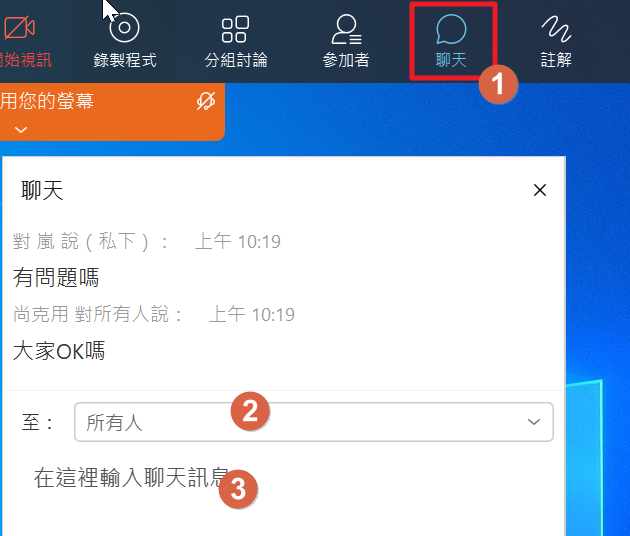 始視訊 錄製程式 分組討論 參加者 聊天 註解
1
用您的螢幕
聊天
對 嵐 說 ( 私下 ) ： 上午 10:19
有問題嗎
尚克用 對所有人說： 上午 10:19
大家OK嗎
至： 所有人
2
在這裡輸入聊天訊息
3